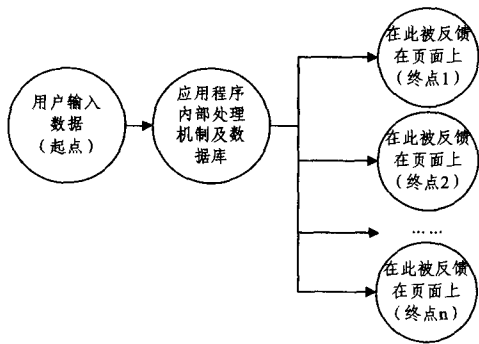 用户输入
数据
（起点）
应用程序
内部处理
机制及数
据库
在此被反馈
在页面上
（终点1）
在此被反馈
在页面上
（终点2）
……
在此被反馈
在页面上
（终点n）